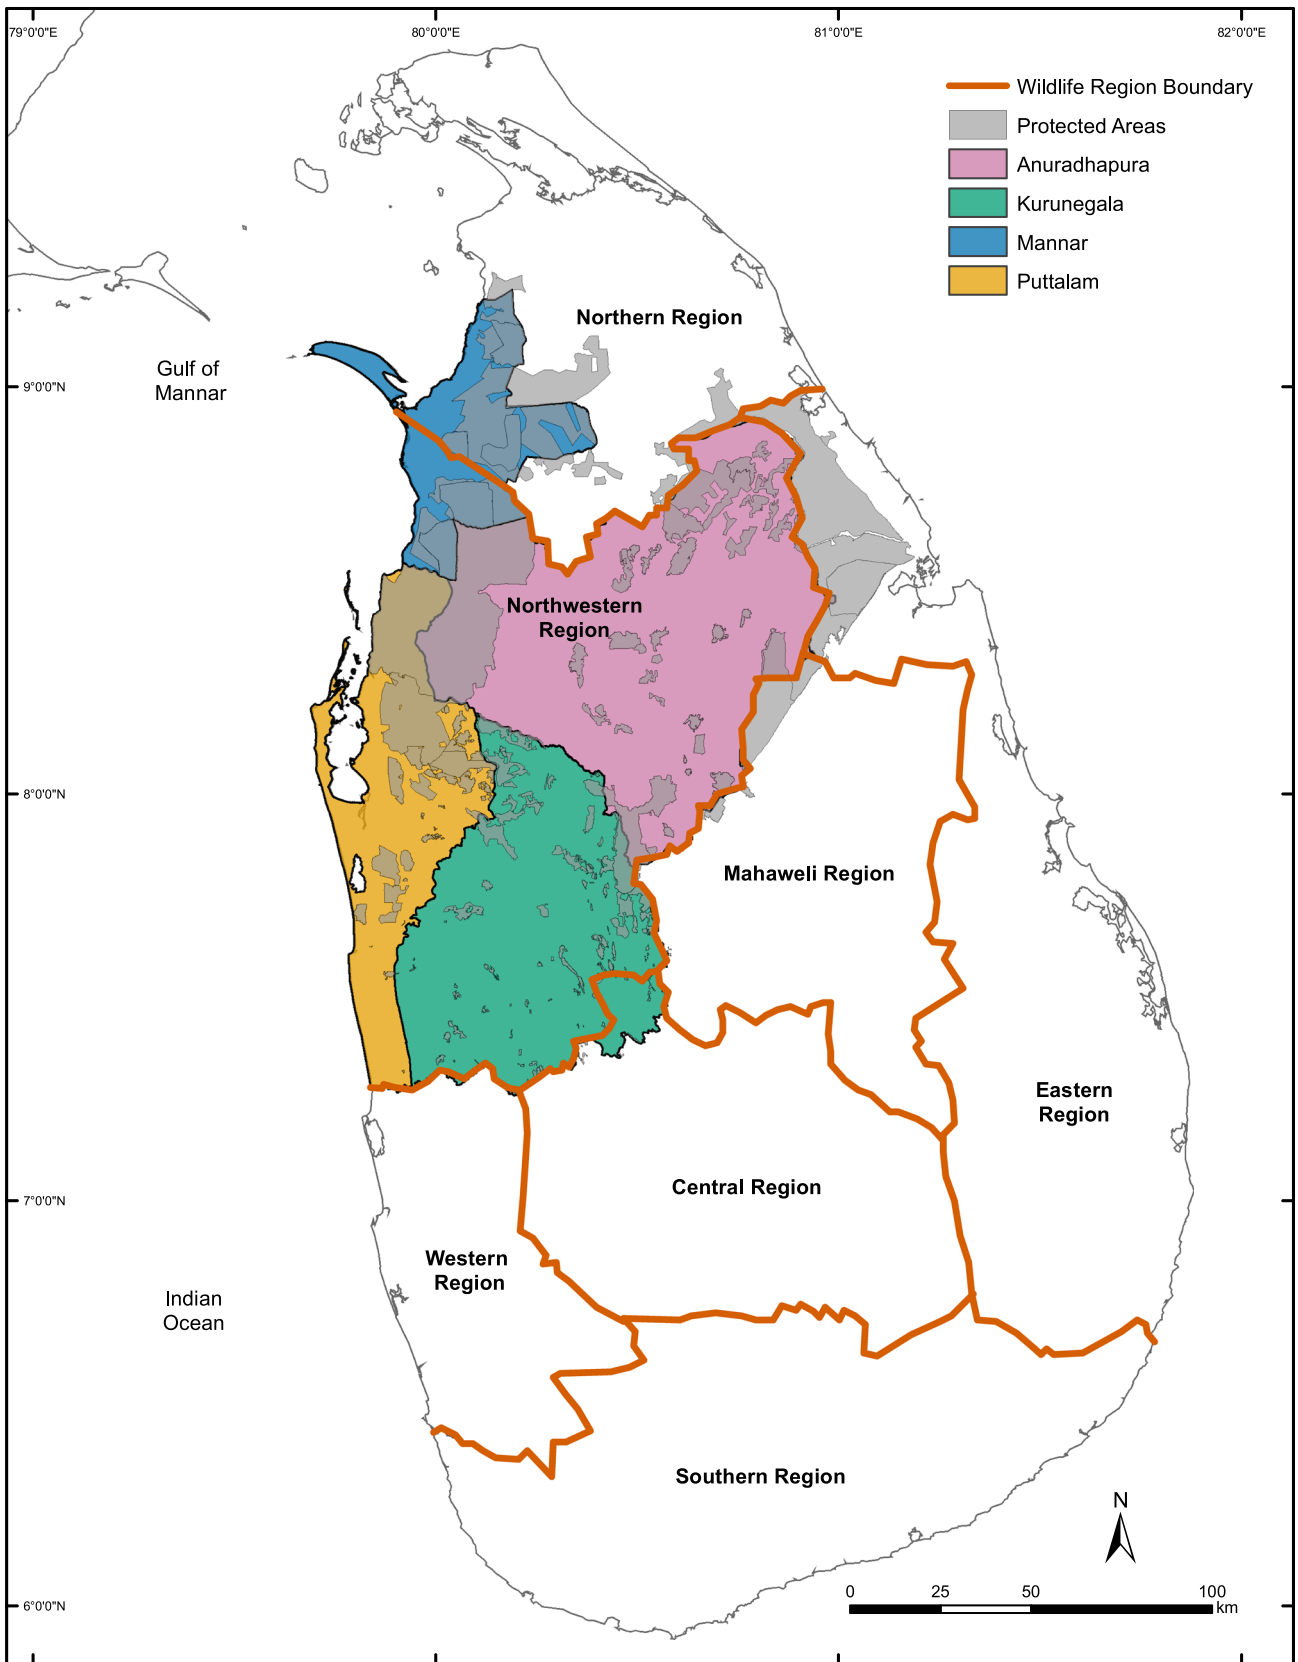 79°0'0"E
80°0'0"E
81°0'0"E
82°0'0"E
Wildlife Region Boundary
Protected Areas
Anuradhapura
Kurunegala
Mannar
Puttalam
Northern Region
Gulf of
Mannar
9°0'0"N
Northwestern
Region
8°0'0"N
Mahaweli Region
Eastern
Region
Central Region
7°0'0"N
Western
Region
Indian
Ocean
Southern Region
N
0 25 50 100
km
6°0'0"N